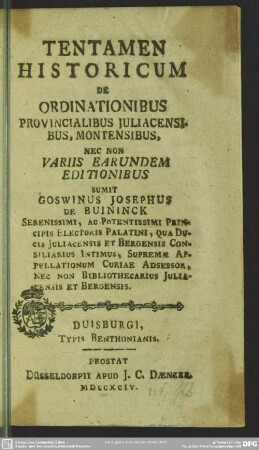 TENTAMEN
HISTORICUM
DE
ORDINATIONIBUS
PROVINCIALIBUS JULIACENSI-
BUS, MONTENSIBUS,
NEC NON
VARIIS EARUNDEM
EDITIONIBUS
SUMIT
GOSWINUS JOSEPHUS
DE BUININCK
SERENISSIMI, AC POTENTISSIMI PRIN-
CIPIS ELECTORIS PALATINI, QUA DU-
CIS JULIACENSIS ET BERGENSIS CON-
SILIARIUS INTIMUS, SUPREMÆ AP-
PELLATIONUM CURIAE ADSESSOR,
NEC NON BIBLIOTHECARIUS JULIA-
CENSIS ET BERGENSIS.
DUISBURGI,
TYPIS BENTHONIANIS.
PROSTAT
DÜSSELDORPII APUD J. C. DÆNZER.
MDCCXCIV.
DFG